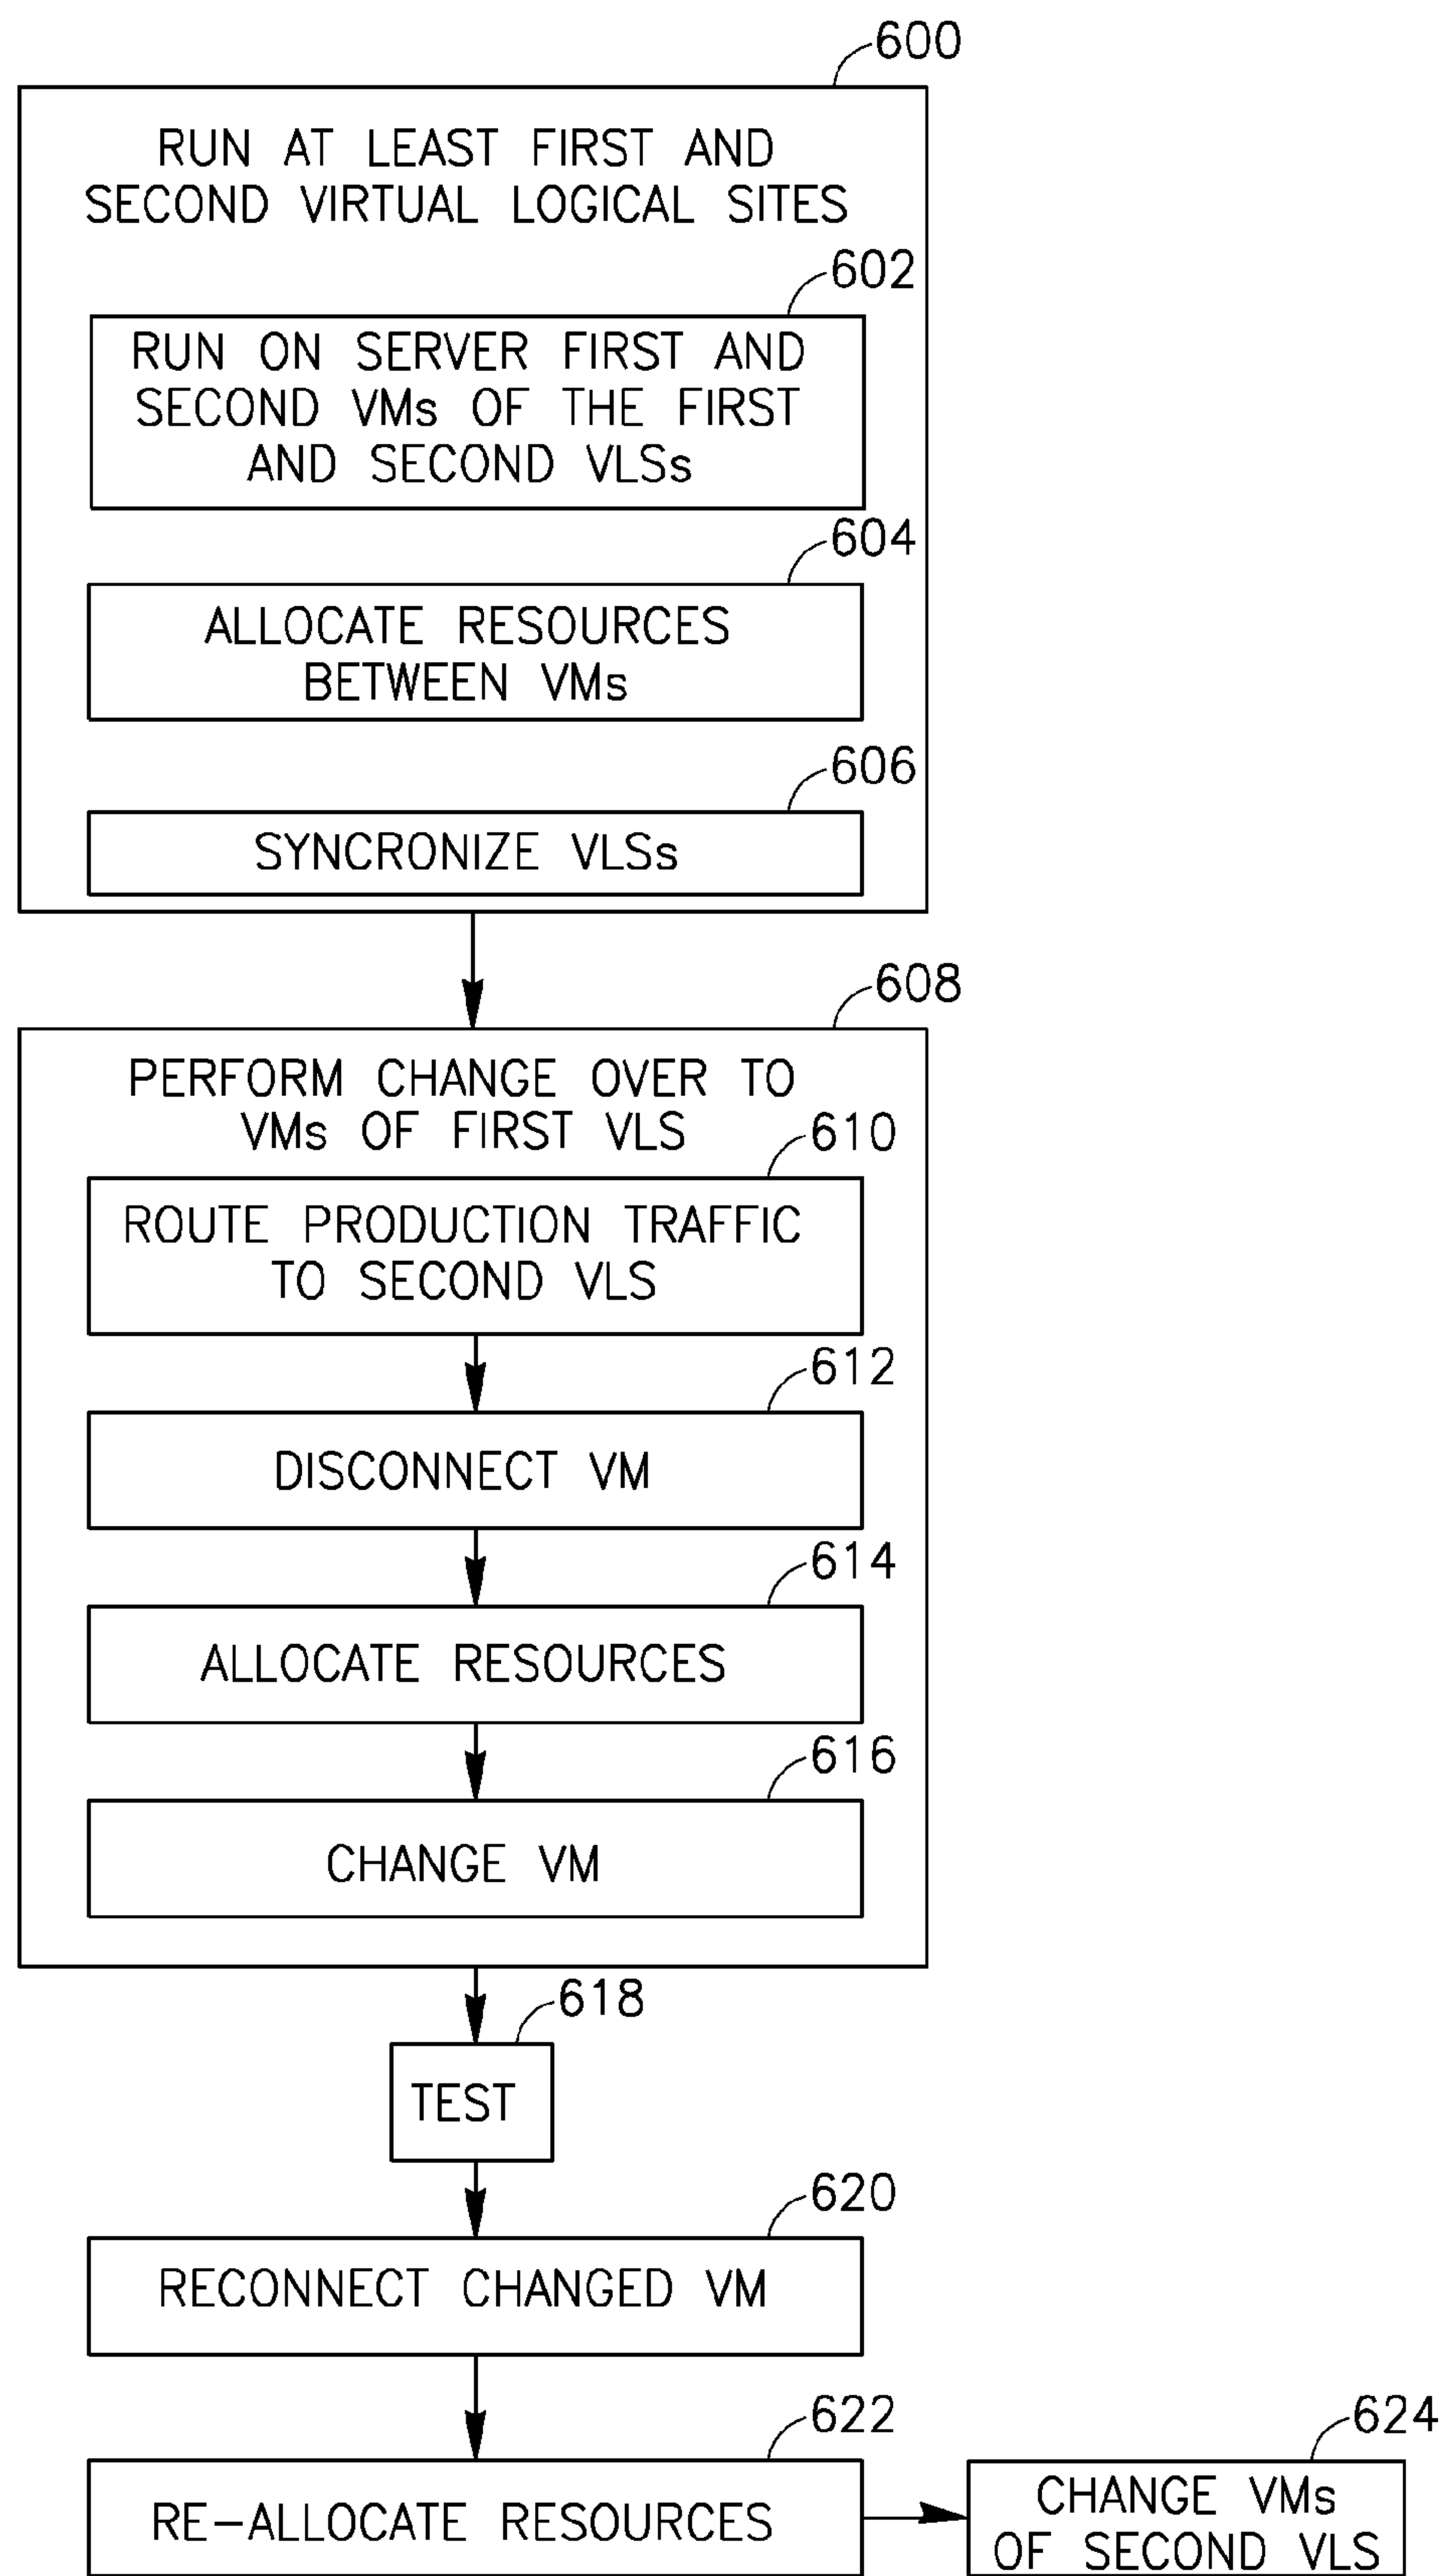 600
RUN AT LEAST FIRST AND
SECOND VIRTUAL LOGICAL SITES
602
RUN ON SERVER FIRST AND
SECOND VMs OF THE FIRST
AND SECOND VLSs
604
ALLOCATE RESOURCES
BETWEEN VMs
606
SYNCRONIZE VLSs
608
PERFORM CHANGE OVER TO
VMs OF FIRST VLS
610
ROUTE PRODUCTION TRAFFIC
TO SECOND VLS
612
DISCONNECT VM
614
ALLOCATE RESOURCES
616
CHANGE VM
618
TEST
620
RECONNECT CHANGED VM
622
RE-ALLOCATE RESOURCES
624
CHANGE VMs
OF SECOND VLS